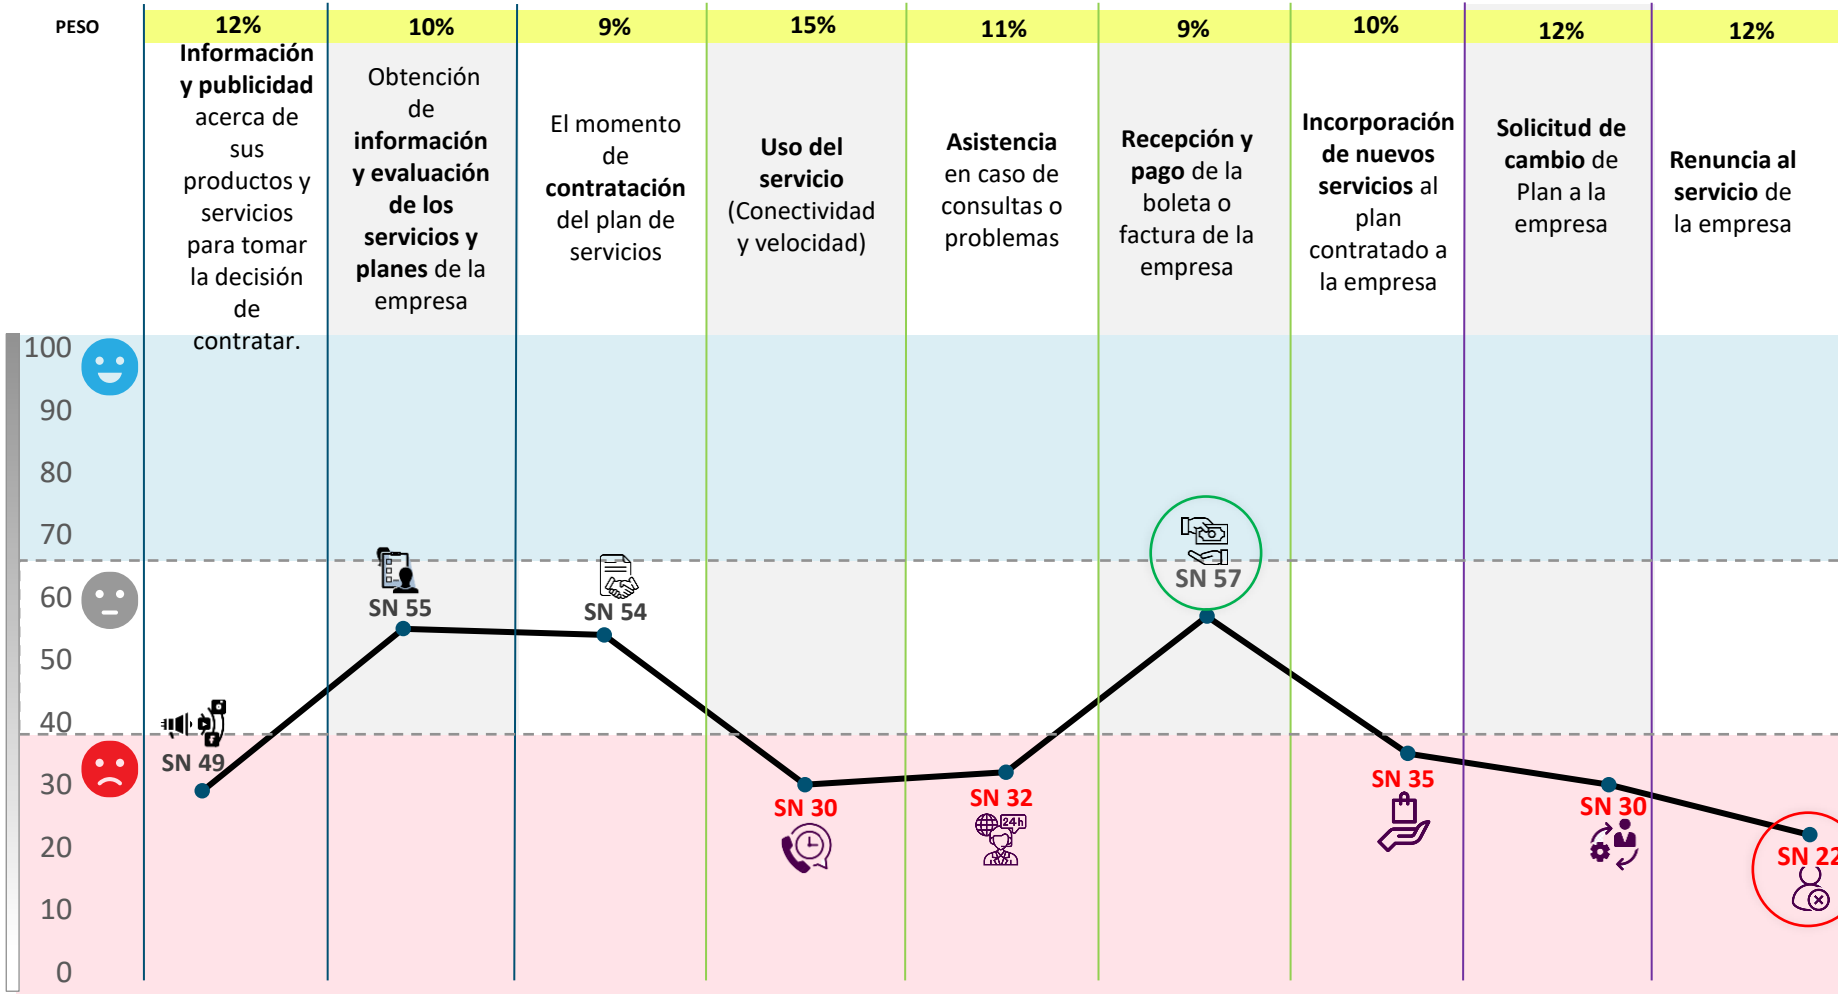 PESO
12%
10%
9%
15%
11%
9%
10%
12%
12%
Información
y publicidad
acerca de
sus
productos y
servicios
para tomar
la decisión
de
contratar.
Obtención
de
información
y evaluación
de los
servicios y
planes de la
empresa
El momento
de
contratación
del plan de
servicios
Uso del
servicio
(Conectividad
y velocidad)
Asistencia
en caso de
consultas o
problemas
Recepción y
pago de la
boleta o
factura de la
empresa
Incorporación
de nuevos
servicios al
plan
contratado a
la empresa
Solicitud de
cambio de
Plan a la
empresa
Renuncia al
servicio de
la empresa
100
90
80
70
60
50
40
30
20
10
0
SN 49
SN 55
SN 54
SN 30
SN 32
24h
SN 57
SN 35
SN 30
SN 22